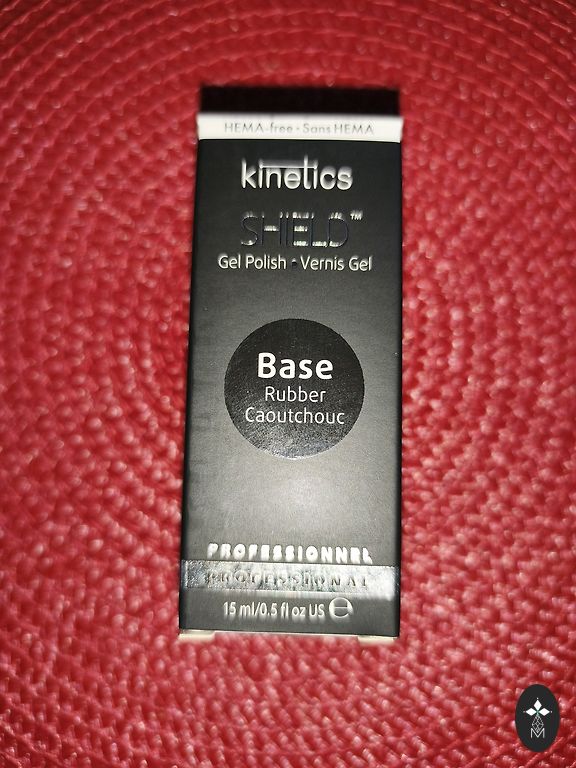 HEMA-free • Sans HEMA
kinetics
SHIELD™
Gel Polish • Vernis Gel
Base
Rubber
Caoutchouc
PROFESSIONNEL
PROFESSIONAL
15 ml/0.5 fl oz US ℮
M